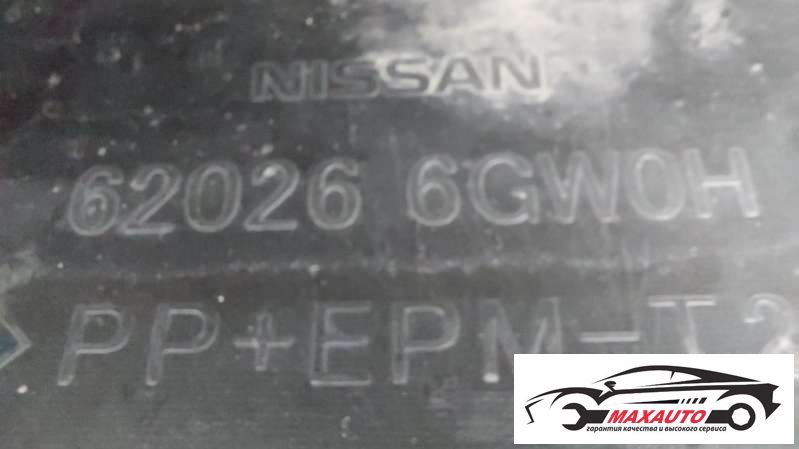 NISSAN
62026 6GW0H
>PP+EPM-T2
MAXAUTO
гарантия качества и высокого сервиса